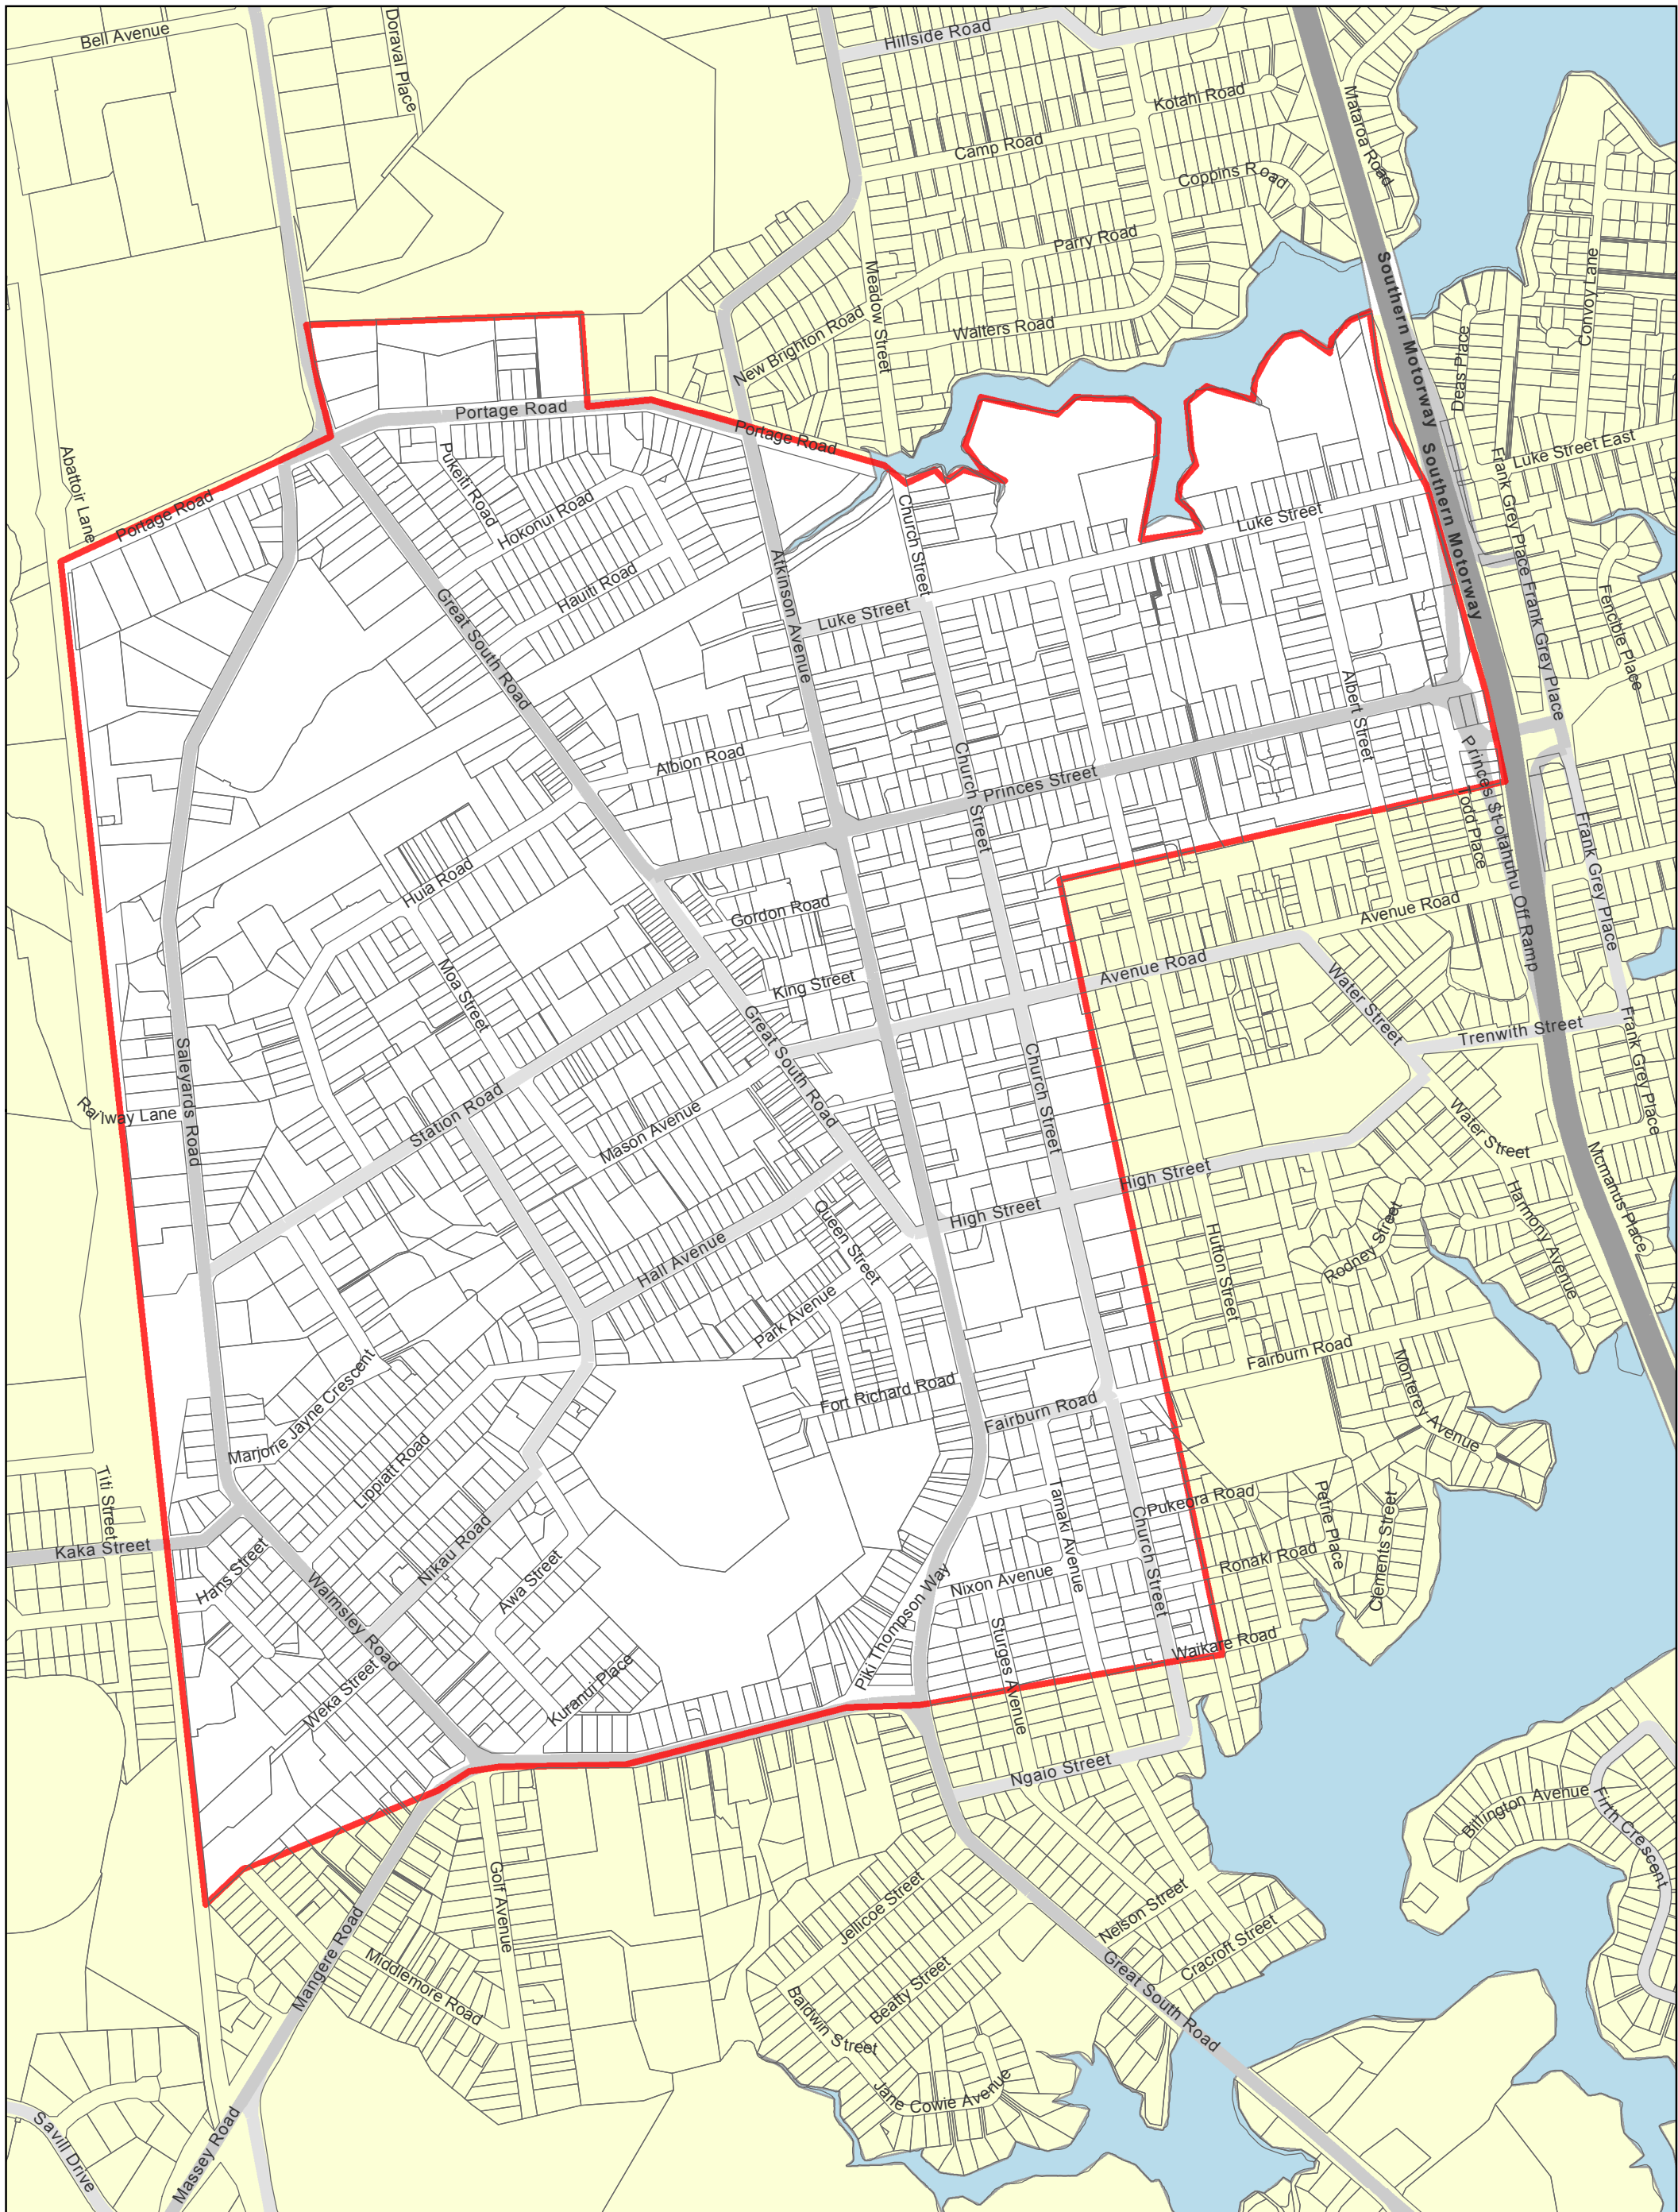 Bell Avenue
Doraval Place
Hillside Road
Kotahi Road
Mataroa Road
Camp Road
Coppins Road
Parry Road
Meadow Street
New Brighton Road
Walters Road
Southern Motorway
Convoy Lane
Deas Place
Portage Road
Portage Road
Portage Road
Abattoir Lane
Pukeiti Road
Hokonui Road
Hauiti Road
Great South Road
Atkinson Avenue
Church Street
Luke Street
Luke Street
Luke Street East
Southern Motorway
Frank Grey Place
Frank Grey Place
Fencible Place
Albert Street
Albion Road
Church Street
Princes Street
Princes St-otahuhu Off Ramp
Todd Place
Frank Grey Place
Huia Road
Gordon Road
Avenue Road
Avenue Road
King Street
Moa Street
Great South Road
Water Street
Trenwith Street
Frank Grey Place
Saleyards Road
Railway Lane
Station Road
Mason Avenue
Church Street
Water Street
Mcmanus Place
High Street
High Street
Harmony Avenue
Queen Street
Hutton Street
Rodney Street
Hall Avenue
Park Avenue
Fairburn Road
Fairburn Road
Monterey Avenue
Fort Richard Road
Marjorie Jayne Crescent
Lippiatt Road
Titi Street
Kaka Street
Tamaki Avenue
Pukeora Road
Petrie Place
Clements Street
Church Street
Ronaki Road
Nixon Avenue
Nikau Road
Hans Street
Awa Street
Walmsley Road
Piki Thompson Way
Sturges Avenue
Waikare Road
Weka Street
Kuranui Place
Ngaio Street
Billington Avenue
Firth Crescent
Golf Avenue
Jellicoe Street
Nelson Street
Cracroft Street
Middlemore Road
Mangere Road
Beatty Street
Great South Road
Baldwin Street
Jane Cowie Avenue
Savill Drive
Massey Road